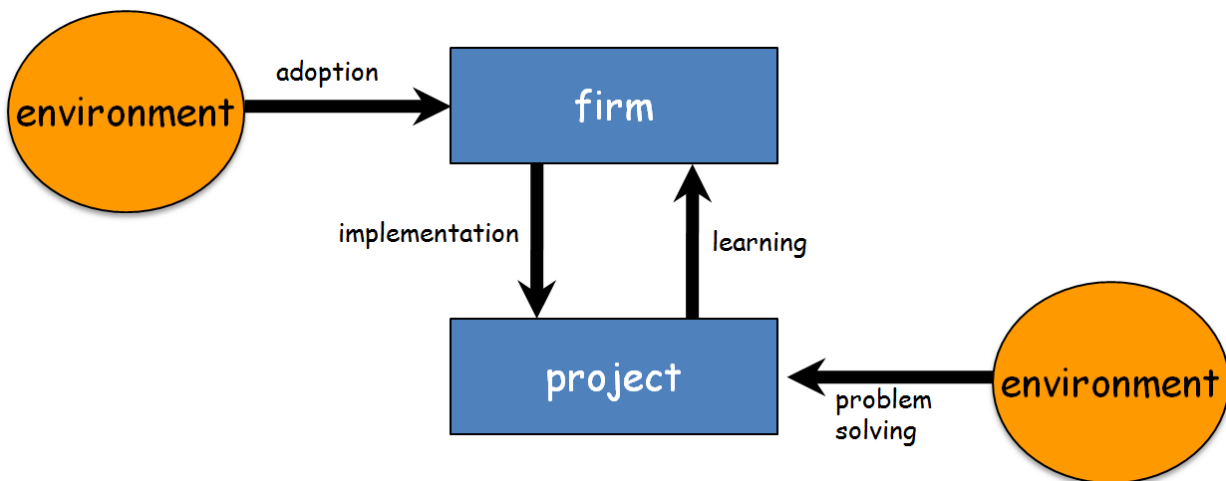 adoption
environment
firm
implementation
learning
project
environment
problem
solving